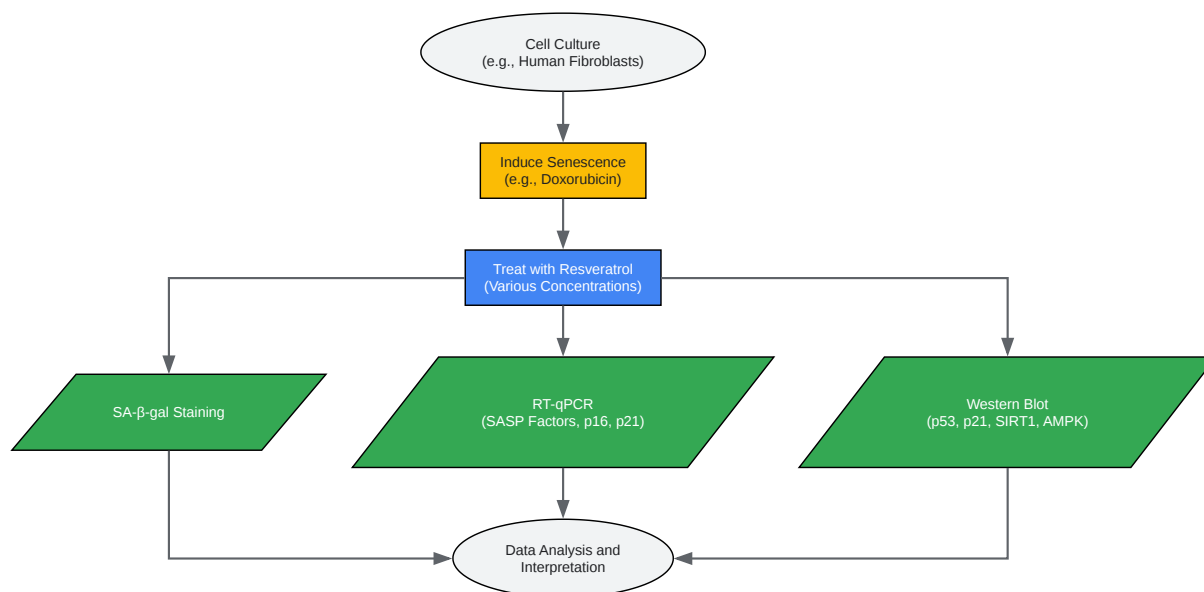 Cell Culture
(e.g., Human Fibroblasts)
Induce Senescence
(e.g., Doxorubicin)
Treat with Resveratrol
(Various Concentrations)
SA-β-gal Staining
RT-qPCR
(SASP Factors, p16, p21)
Western Blot
(p53, p21, SIRT1, AMPK)
Data Analysis and
Interpretation